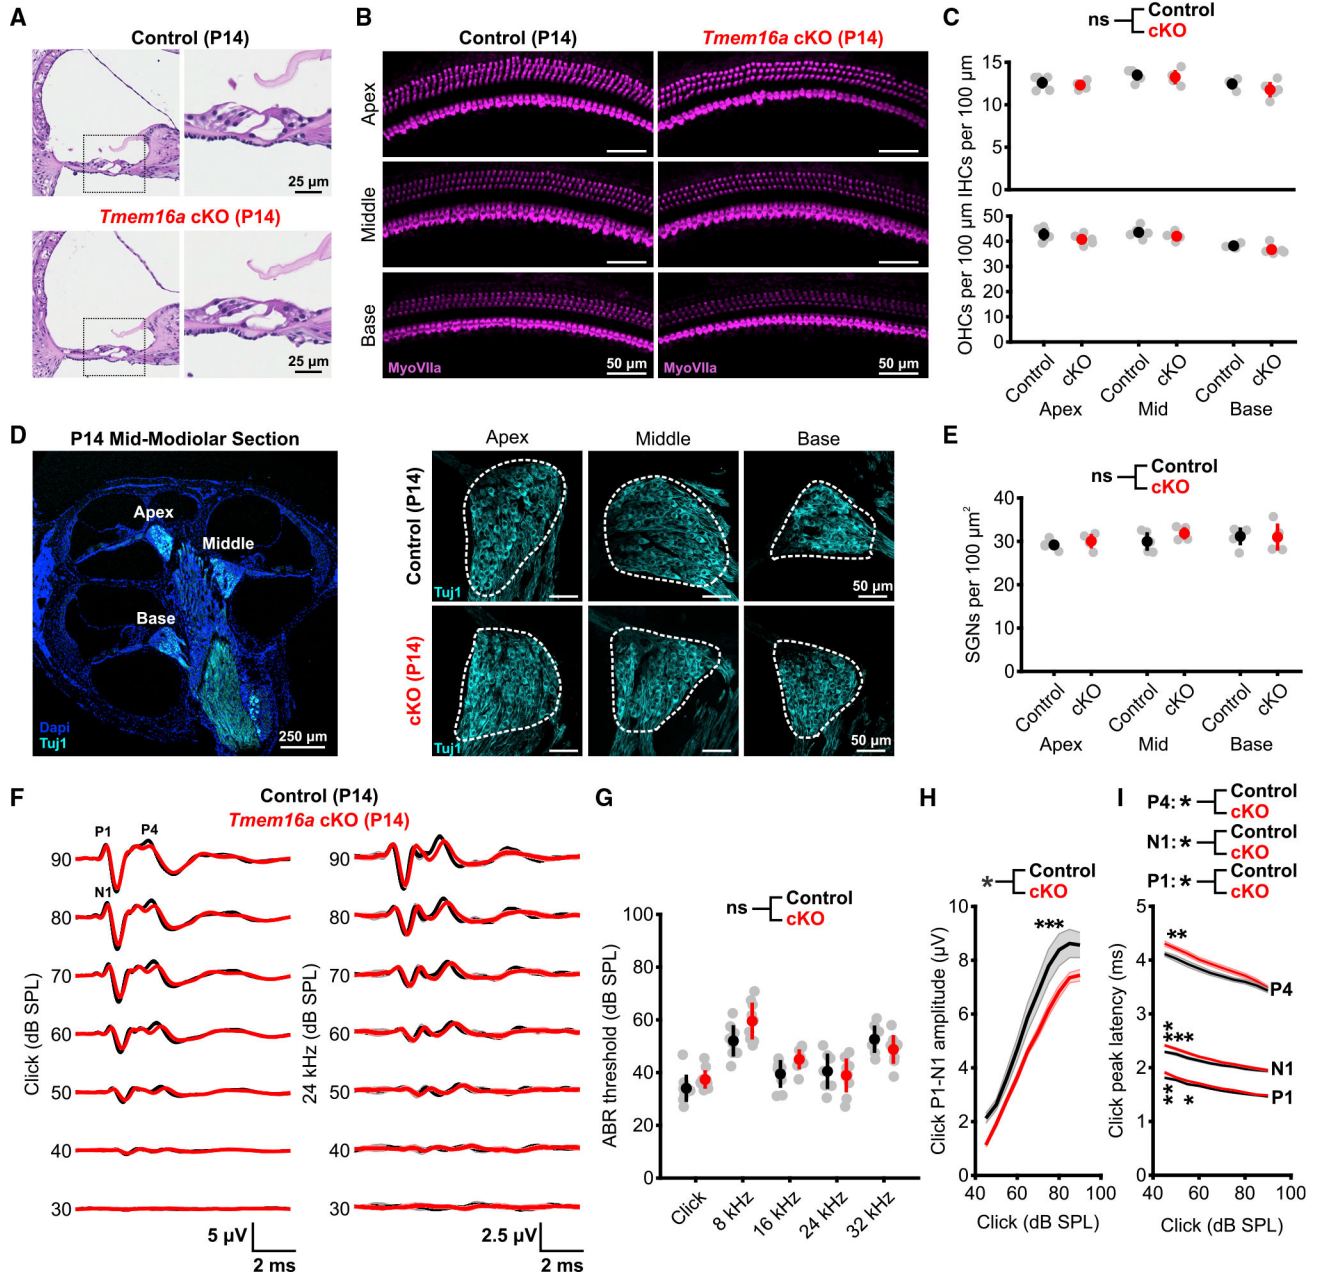 A
Control (P14)
25 µm
Tmem16a cKO (P14)
25 µm
B
Control (P14)
Tmem16a cKO (P14)
Apex
Middle
Base
MyoVIIa
50 µm
MyoVIIa
50 µm
C
ns
Control
cKO
IHCs per 100 µm
15
10
5
0
OHCs per 100 µm
50
40
30
20
10
0
Control
cKO
Control
cKO
Control
cKO
Apex
Mid
Base
D
P14 Mid-Modiolar Section
Apex
Middle
Base
Dapi
Tuj1
250 µm
Apex
Middle
Base
Control (P14)
Tuj1
50 µm
cKO (P14)
Tuj1
50 µm
E
ns
Control
cKO
SGNs per 100 µm²
40
30
20
10
0
Control
cKO
Control
cKO
Control
cKO
Apex
Mid
Base
F
Control (P14)
Tmem16a cKO (P14)
Click (dB SPL)
P1
P4
N1
90
80
70
60
50
40
30
5 µV
2 ms
24 kHz (dB SPL)
90
80
70
60
50
40
30
2.5 µV
2 ms
G
ns
Control
cKO
ABR threshold (dB SPL)
100
80
60
40
20
0
Click
8 kHz
16 kHz
24 kHz
32 kHz
H
*
Control
cKO
***
Click P1-N1 amplitude (µV)
10
8
6
4
2
0
40
60
80
100
Click (dB SPL)
I
P4: *
Control
cKO
N1: *
Control
cKO
P1: *
Control
cKO
Click peak latency (ms)
5
4
3
2
1
0
**
P4
*
****
N1
P1
*
* *
40
60
80
100
Click (dB SPL)